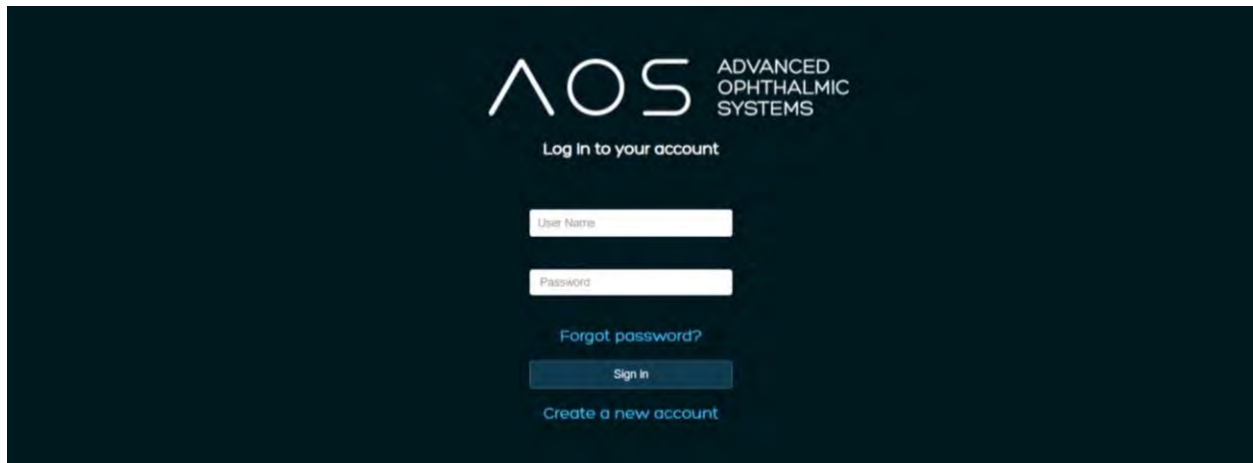 AOS
ADVANCED
OPHTHALMIC
SYSTEMS
Log in to your account
User Name
Password
Forgot password?
Sign in
Create a new account